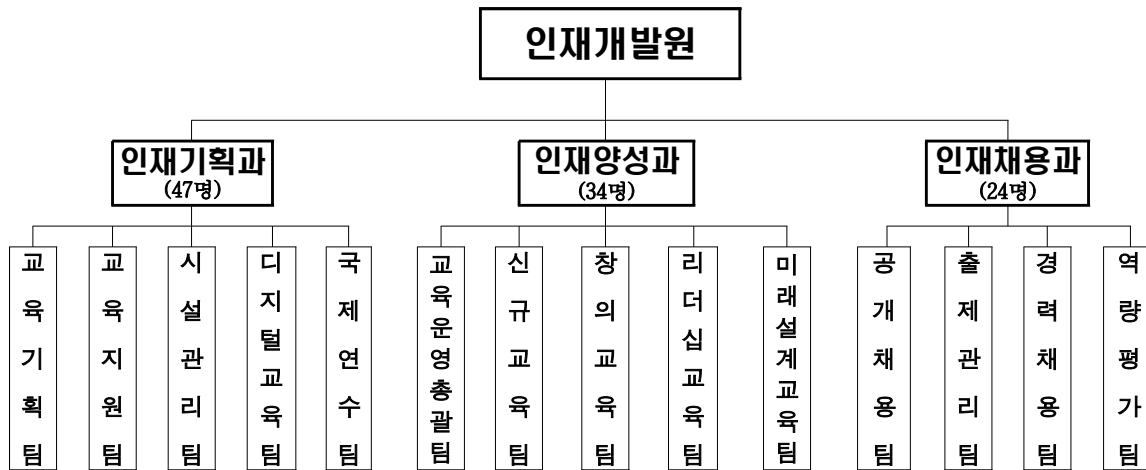 인재개발원
인재기획과
(47명)
인재양성과
(34명)
인재채용과
(24명)
교육기획팀
교육지원팀
시설관리팀
디지털교육팀
국제연수팀
교육운영총괄팀
신규교육팀
창의교육팀
리더십교육팀
미래설계교육팀
공개채용팀
출제관리팀
경력채용팀
역량평가팀